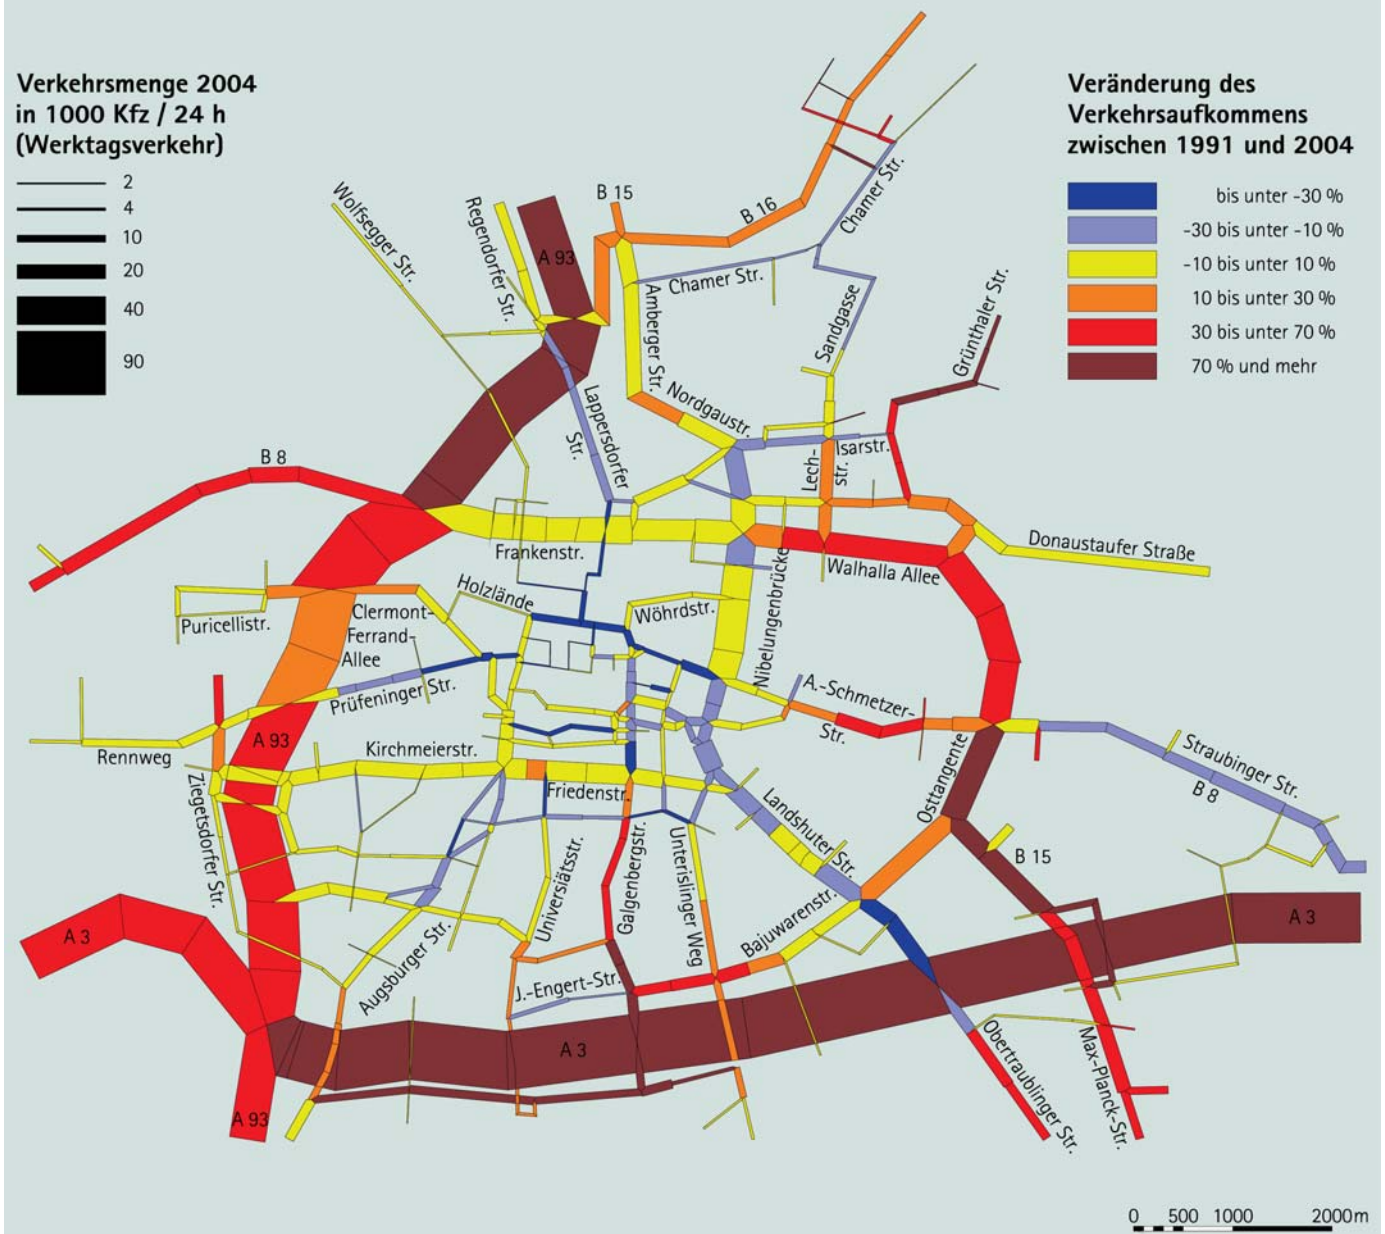 Verkehrsmenge 2004
in 1000 Kfz / 24 h
(Werktagsverkehr)
2
4
10
20
40
90
Veränderung des
Verkehrsaufkommens
zwischen 1991 und 2004
bis unter -30 %
-30 bis unter -10 %
-10 bis unter 10 %
10 bis unter 30 %
30 bis unter 70 %
70 % und mehr
Wolfsegger Str.
Regendorfer Str.
A 93
B 15
B 16
Chamer Str.
Chamer Str.
Amberger Str.
Sandgasse
Grünthaler Str.
Nordgaustr.
Lappersdorfer
Str.
Lech-
str.
Isarstr.
B 8
Frankenstr.
Donaustaufer Straße
Walhalla Allee
Nibelungenbrücke
Holzlände
Wöhrdstr.
Puricellistr.
Clermont-
Ferrand-
Allee
Prüfeninger Str.
A.-Schmetzer-
Str.
Rennweg
A 93
Kirchmeierstr.
Ziegetsdorfer Str.
Friedenstr.
Osttangente
Straubinger Str.
B 8
Landshuter Str.
B 15
Universiätsstr.
Galgenbergstr.
Unterislinger Weg
Bajuwarenstr.
Augsburger Str.
J.-Engert-Str.
A 3
A 3
A 3
A 93
Obertraublinger Str.
Max-Planck-Str.
0 500 1000 2000m